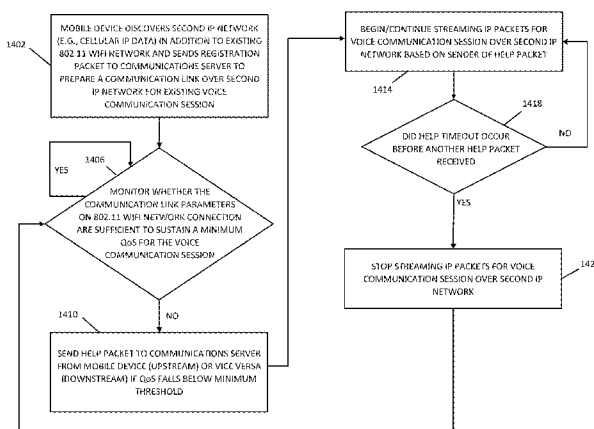 1402
MOBILE DEVICE DISCOVERS SECOND IP NETWORK
(E.G., CELLULAR IP DATA) IN ADDITION TO EXISTING
802.11 WIFI NETWORK AND SENDS REGISTRATION
PACKET TO COMMUNICATIONS SERVER TO
PREPARE A COMMUNICATION LINK OVER SECOND
IP NETWORK FOR EXISTING VOICE
COMMUNICATION SESSION
YES
1406
MONITOR WHETHER THE
COMMUNICATION LINK PARAMETERS
ON 802.11 WIFI NETWORK CONNECTION
ARE SUFFICIENT TO SUSTAIN A MINIMUM
QoS FOR THE VOICE
COMMUNICATION SESSION
NO
1410
SEND HELP PACKET TO COMMUNICATIONS SERVER
FROM MOBILE DEVICE (UPSTREAM) OR VICE VERSA
(DOWNSTREAM) IF QoS FALLS BELOW MINIMUM
THRESHOLD
BEGIN/CONTINUE STREAMING IP PACKETS FOR
VOICE COMMUNICATION SESSION OVER SECOND IP
NETWORK BASED ON SENDER OF HELP PACKET
1414
1418
DID HELP TIMEOUT OCCUR
BEFORE ANOTHER HELP PACKET
RECEIVED
NO
YES
STOP STREAMING IP PACKETS FOR VOICE
COMMUNICATION SESSION OVER SECOND IP
NETWORK
142